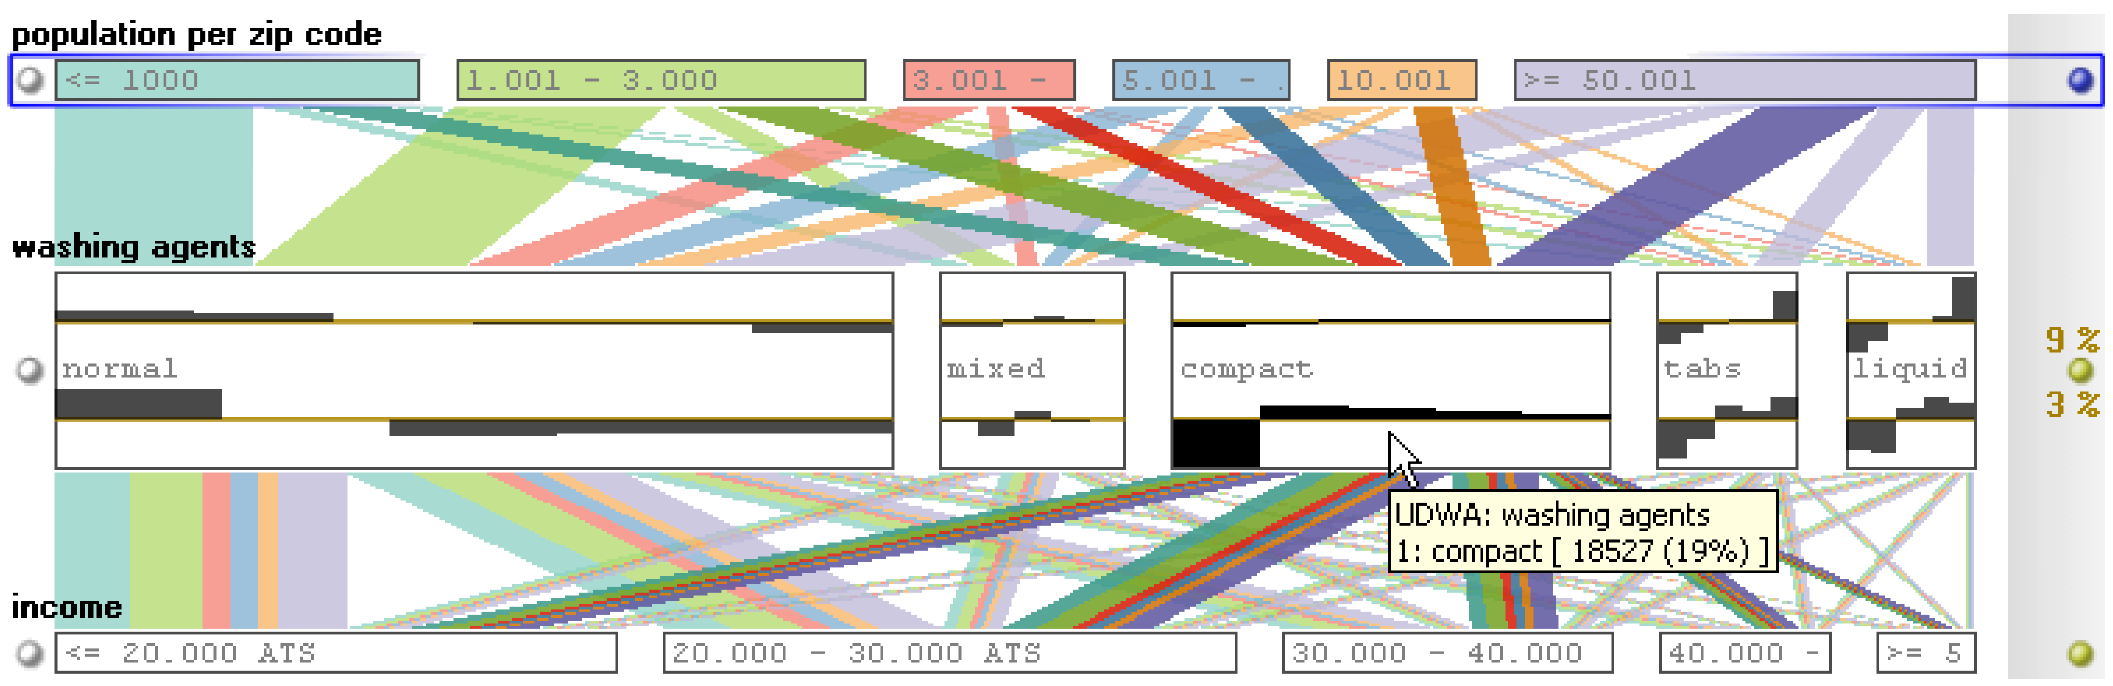 population per zip code
<= 1000 1.001 - 3.000 3.001 - 5.001 - . 10.001 >= 50.001
washing agents
9 %
normal mixed compact tabs liquid
3 %
UDWA: washing agents
1: compact [ 18527 (19%) ]
income
<= 20.000 ATS 20.000 - 30.000 ATS 30.000 - 40.000 40.000 - >= 5